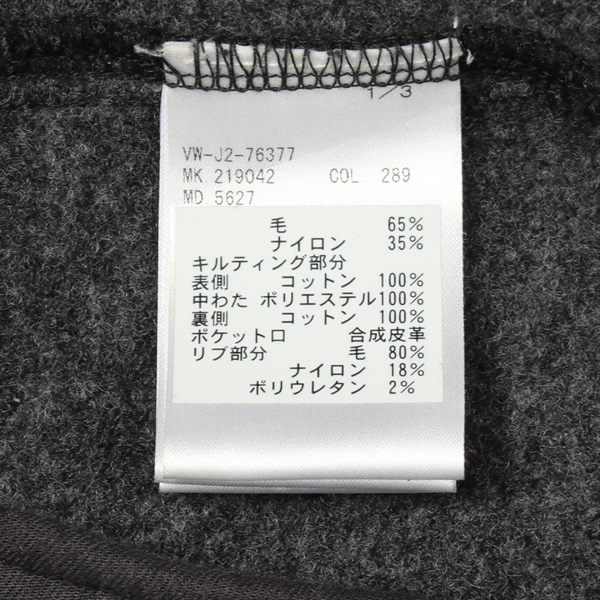 1/3
VW-J2-76377
MK 219042 COL. 289
MD 5627
毛 65%
ナイロン 35%
キルティング部分
表側 コットン 100%
中わた ポリエステル100%
裏側 コットン 100%
ポケット口 合成皮革
リブ部分 毛 80%
ナイロン 18%
ポリウレタン 2%